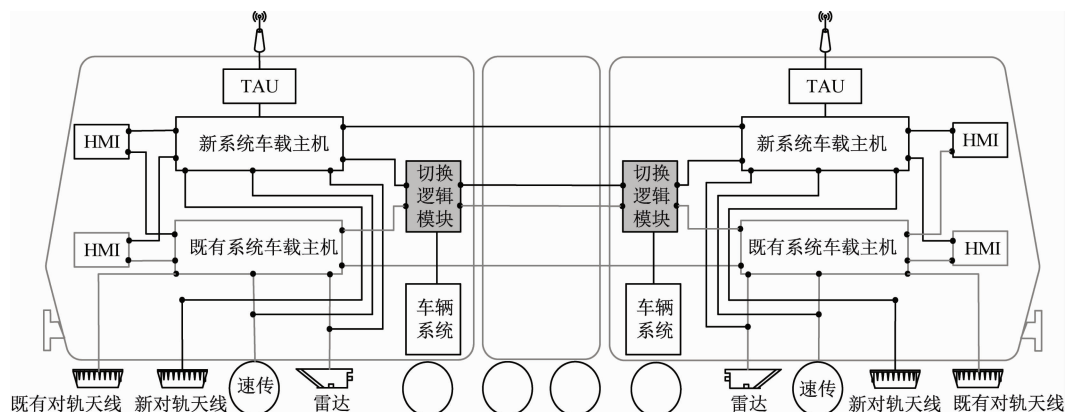 TAU
TAU
HMI
新系统车载主机
切换
逻辑
模块
切换
逻辑
模块
新系统车载主机
HMI
HMI
既有系统车载主机
既有系统车载主机
HMI
车辆
系统
车辆
系统
速传
速传
既有对轨天线
新对轨天线
雷达
雷达
新对轨天线
既有对轨天线